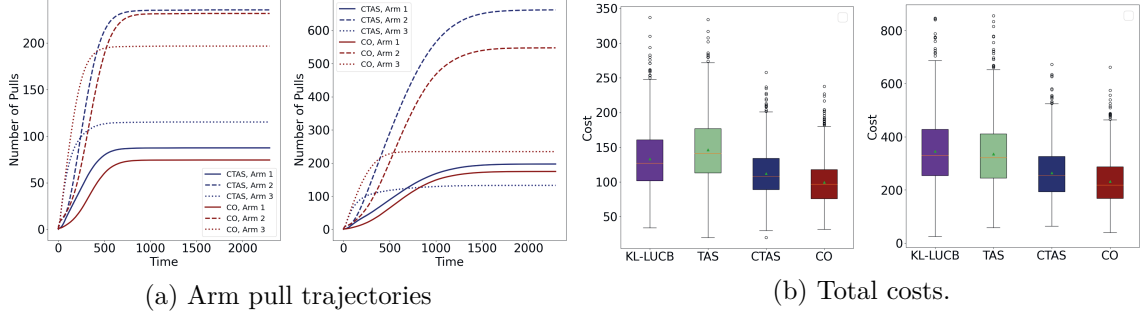 Number of Pulls
200
150
100
50
0
CTAS, Arm 1
CTAS, Arm 2
CTAS, Arm 3
CO, Arm 1
CO, Arm 2
CO, Arm 3
0 500 1000 1500 2000
Time
Number of Pulls
600
500
400
300
200
100
0
CTAS, Arm 1
CTAS, Arm 2
CTAS, Arm 3
CO, Arm 1
CO, Arm 2
CO, Arm 3
0 500 1000 1500 2000
Time
(a) Arm pull trajectories
Cost
350
300
250
200
150
100
50
KL-LUCB TAS CTAS CO
Cost
800
600
400
200
0
KL-LUCB TAS CTAS CO
(b) Total costs.